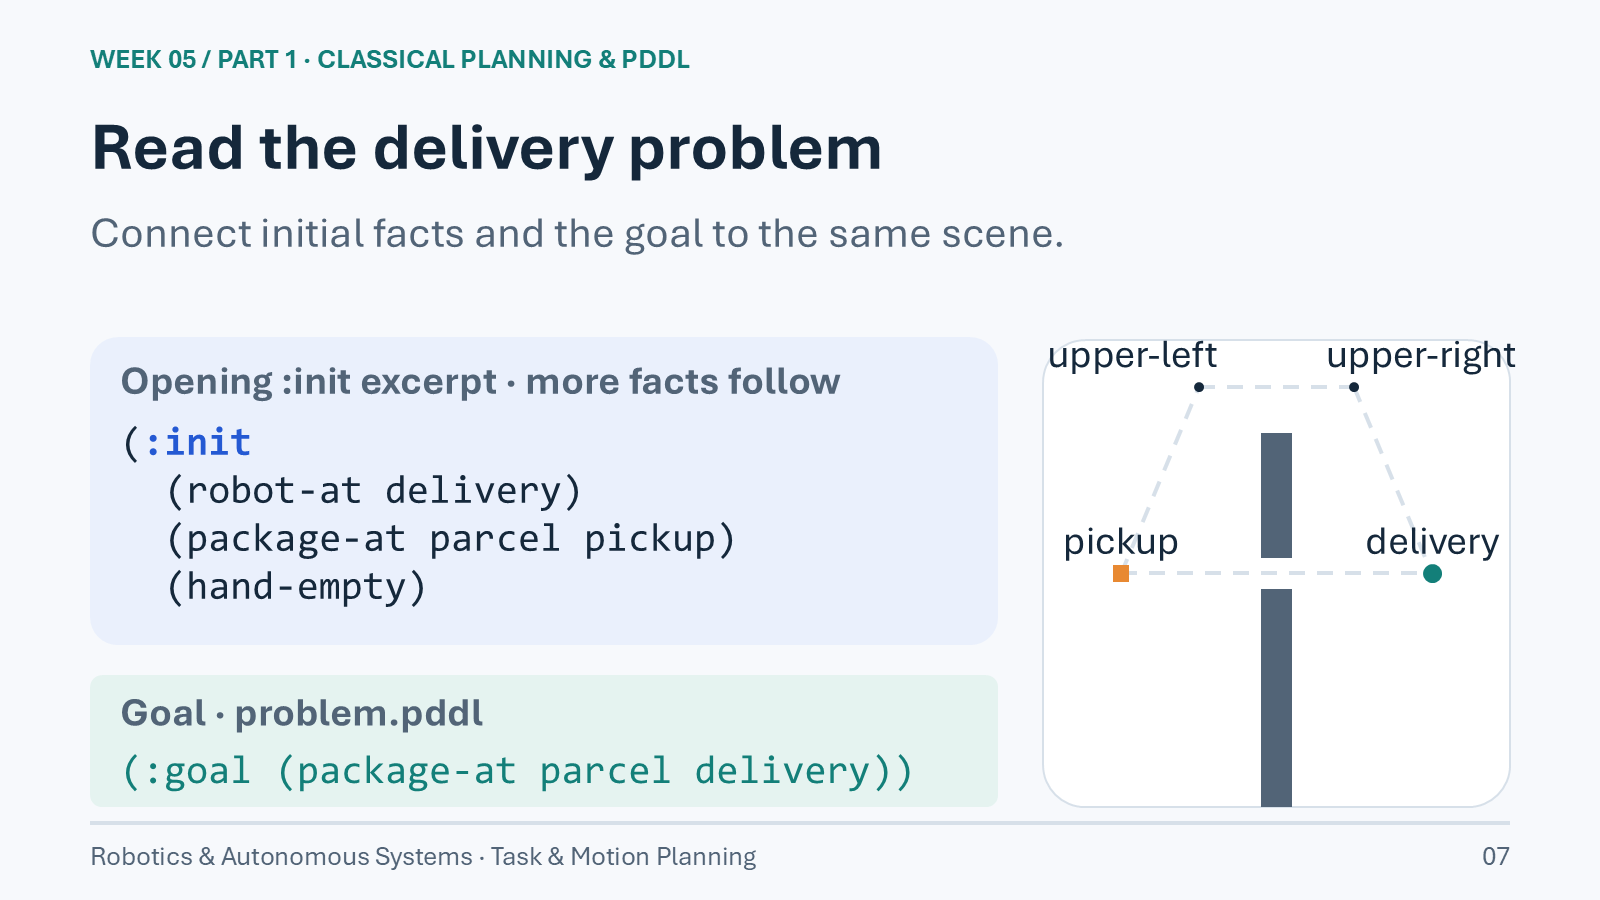 WEEK 05 / PART 1 · CLASSICAL PLANNING & PDDL
Read the delivery problem
Connect initial facts and the goal to the same scene.
Opening :init excerpt · more facts follow
(:init
  (robot-at delivery)
  (package-at parcel pickup)
  (hand-empty)
Goal · problem.pddl
(:goal (package-at parcel delivery))
upper-left
upper-right
pickup
delivery
Robotics & Autonomous Systems · Task & Motion Planning
07